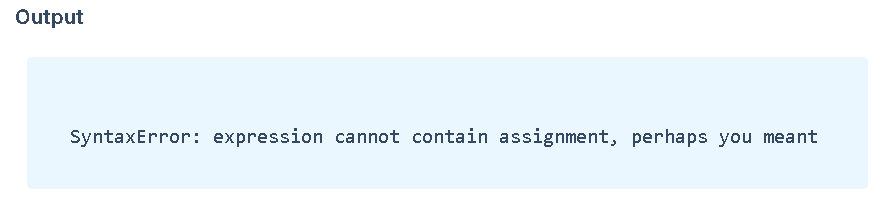 Output
SyntaxError: expression cannot contain assignment, perhaps you meant